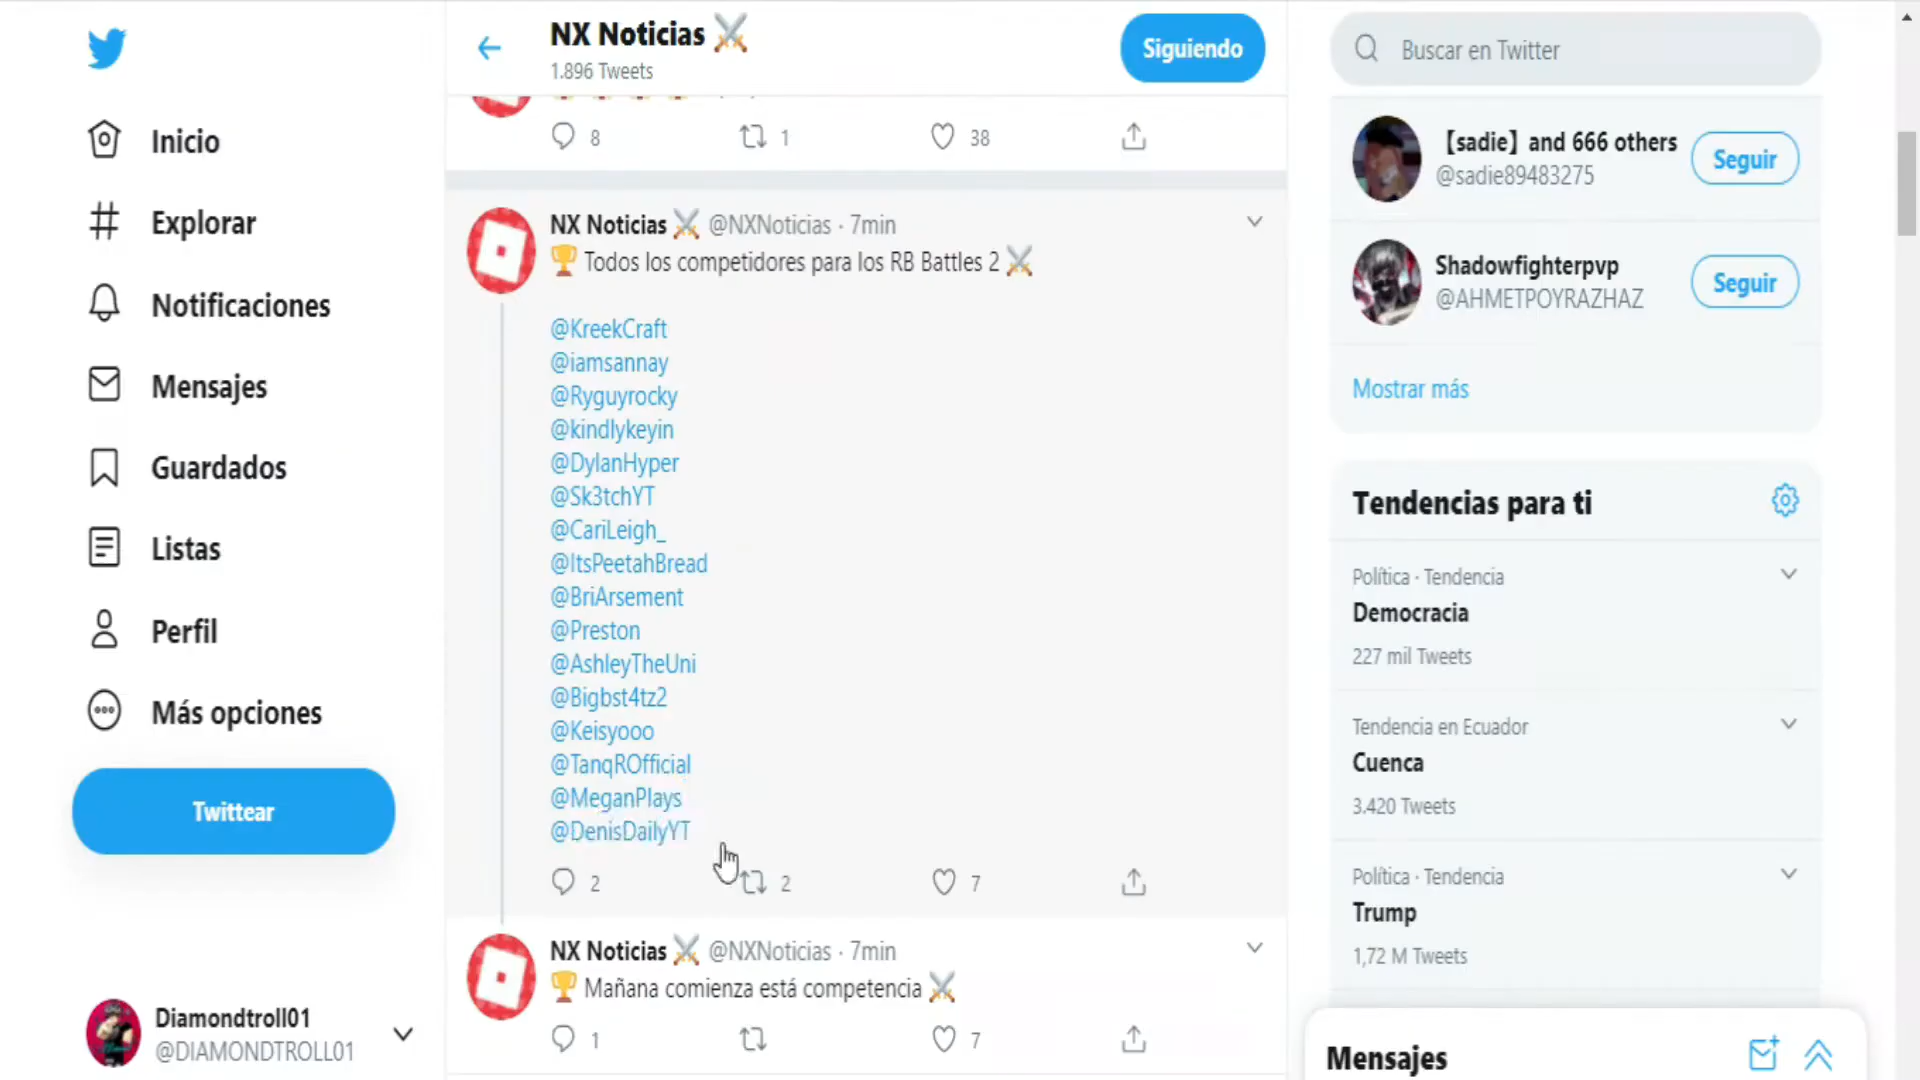 Inicio
Explorar
Notificaciones
Mensajes
Guardados
Listas
Perfil
Más opciones
Twittear
Diamondtroll01
@DIAMONDTROLL01
NX Noticias ⚔️
1.896 Tweets
Siguiendo
8 1 38
NX Noticias ⚔️ @NXNoticias · 7min
🏆 Todos los competidores para los RB Battles 2 ⚔️
@KreekCraft
@iamsannay
@Ryguyrocky
@kindlykeyin
@DylanHyper
@Sk3tchYT
@CariLeigh_
@ItsPeetahBread
@BriArsement
@Preston
@AshleyTheUni
@Bigbst4tz2
@Keisyooo
@TanqROfficial
@MeganPlays
@DenisDailyYT
2 2 7
NX Noticias ⚔️ @NXNoticias · 7min
🏆 Mañana comienza está competencia ⚔️
1 7
Buscar en Twitter
【sadie】and 666 others
@sadie89483275
Seguir
Shadowfighterpvp
@AHMETPOYRAZHAZ
Seguir
Mostrar más
Tendencias para ti
Política · Tendencia
Democracia
227 mil Tweets
Tendencia en Ecuador
Cuenca
3.420 Tweets
Política · Tendencia
Trump
1,72 M Tweets
Mensajes